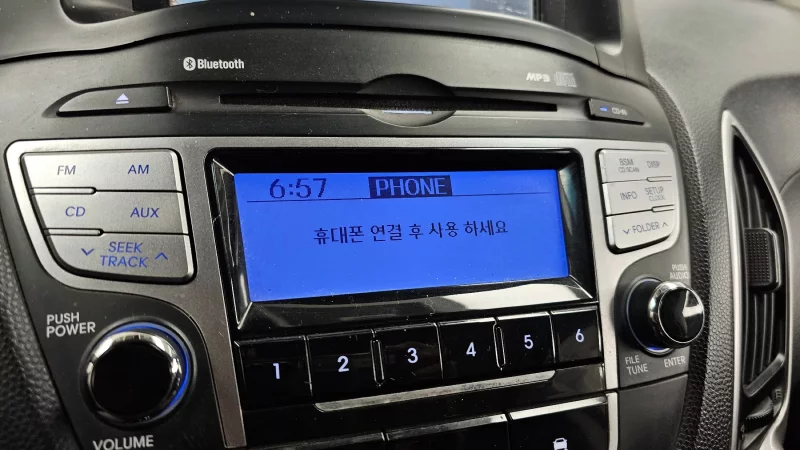 Bluetooth
MP3
CD-IN
FM
AM
CD
AUX
SEEK
TRACK
6:57 PHONE
휴대폰 연결 후 사용 하세요
DISP
CD/SCAN
INFO
SETUP
CLOCK
FOLDER
PUSH
POWER
VOLUME
1 2 3 4 5 6
PUSH
AUDIO
FILE
TUNE
ENTER